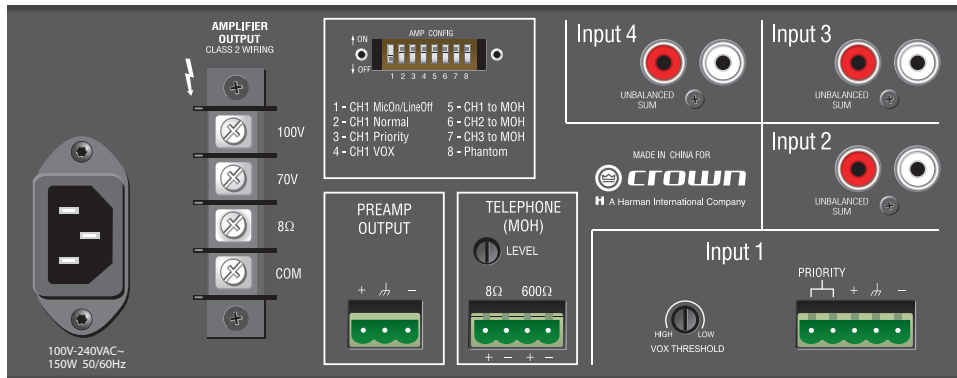 AMPLIFIER
OUTPUT
CLASS 2 WIRING
100V
70V
8Ω
COM
100V-240VAC~
150W 50/60Hz
AMP CONFIG
ON
OFF
1 2 3 4 5 6 7 8
1 - CH1 MicOn/LineOff
2 - CH1 Normal
3 - CH1 Priority
4 - CH1 VOX
5 - CH1 to MOH
6 - CH2 to MOH
7 - CH3 to MOH
8 - Phantom
PREAMP
OUTPUT
+ −
TELEPHONE
(MOH)
LEVEL
8Ω 600Ω
+ − + −
Input 4
UNBALANCED
SUM
Input 3
UNBALANCED
SUM
MADE IN CHINA FOR
crown
H A Harman International Company
Input 2
UNBALANCED
SUM
Input 1
HIGH LOW
VOX THRESHOLD
PRIORITY
+ −